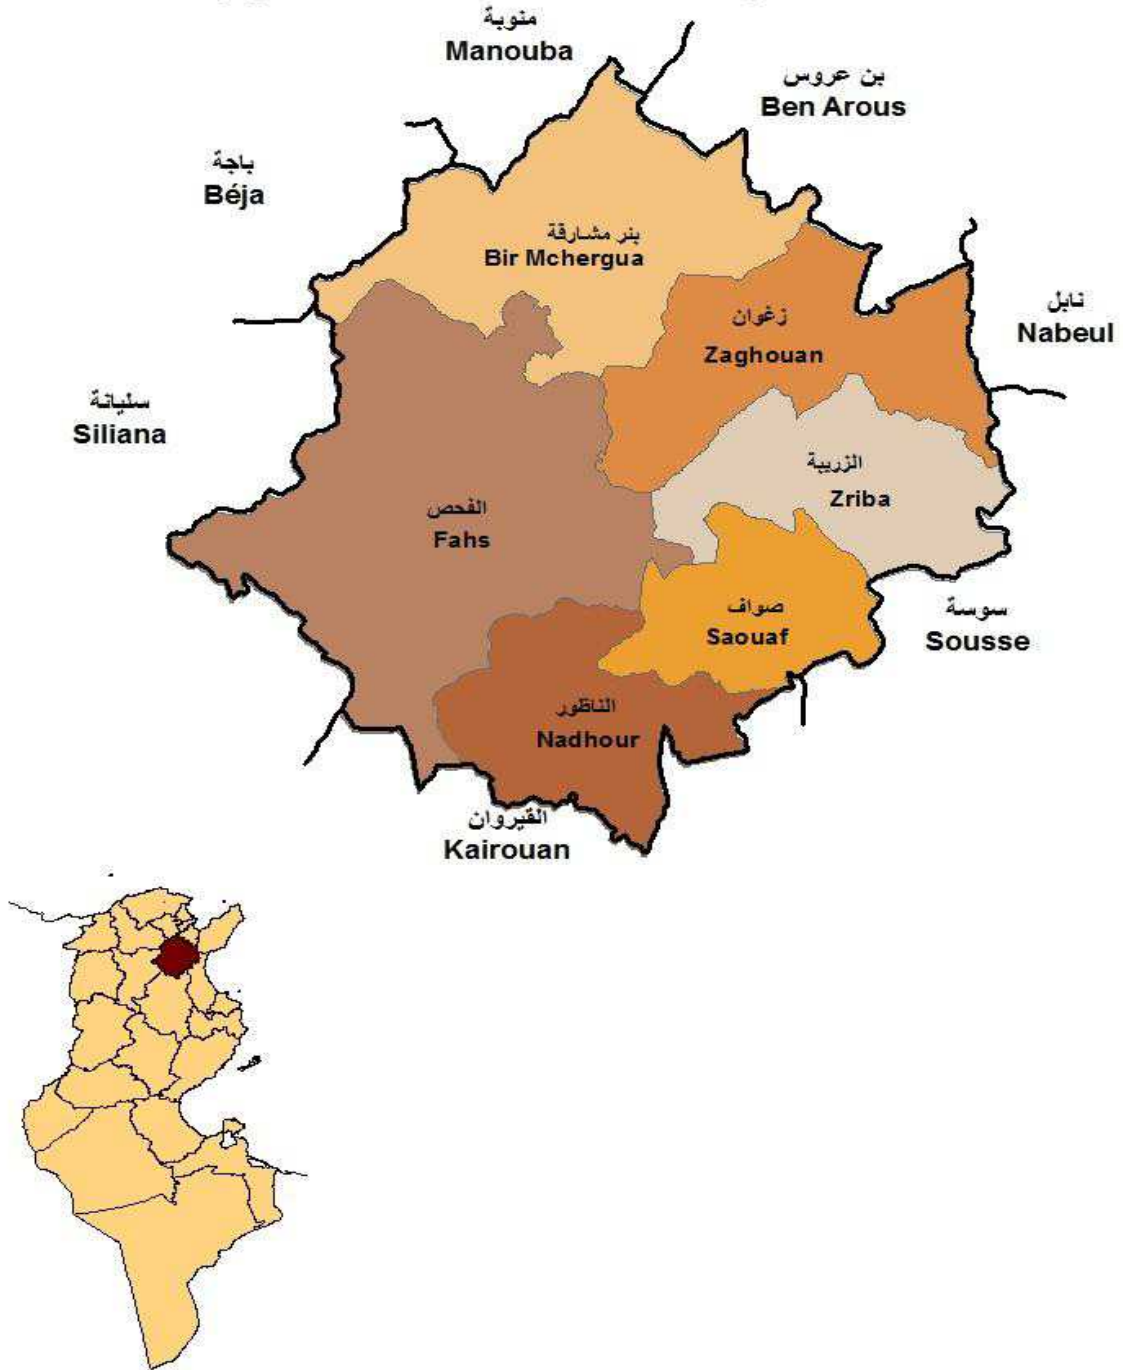 منوبة
Manouba
بن عروس
Ben Arous
باجة
Béja
بئر مشارقة
Bir Mchergua
نابل
Nabeul
زغوان
Zaghouan
سليانة
Siliana
الزريبة
Zriba
الفحص
Fahs
صواف
Saouaf
سوسة
Sousse
الناظور
Nadhour
القيروان
Kairouan